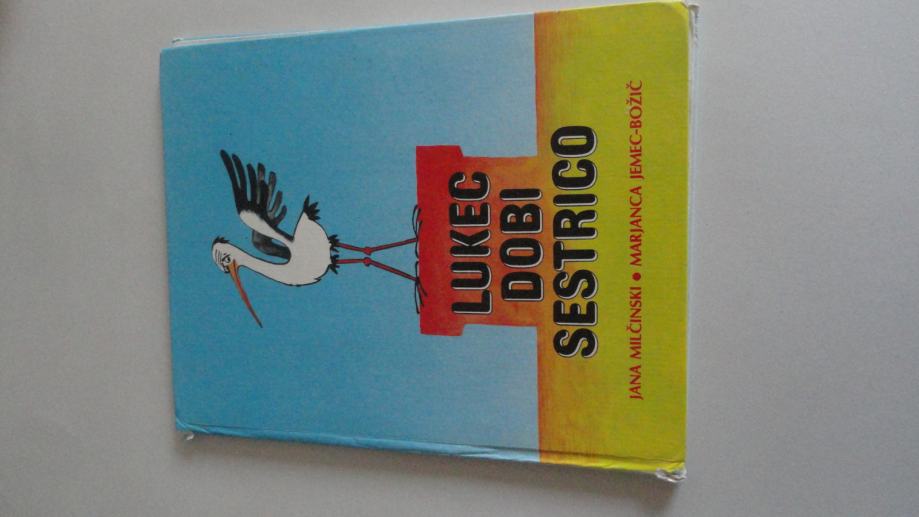 LUKEC
DOBI
SESTRICO
JANA MILČINSKI • MARJANCA JEMEC-BOŽIČ